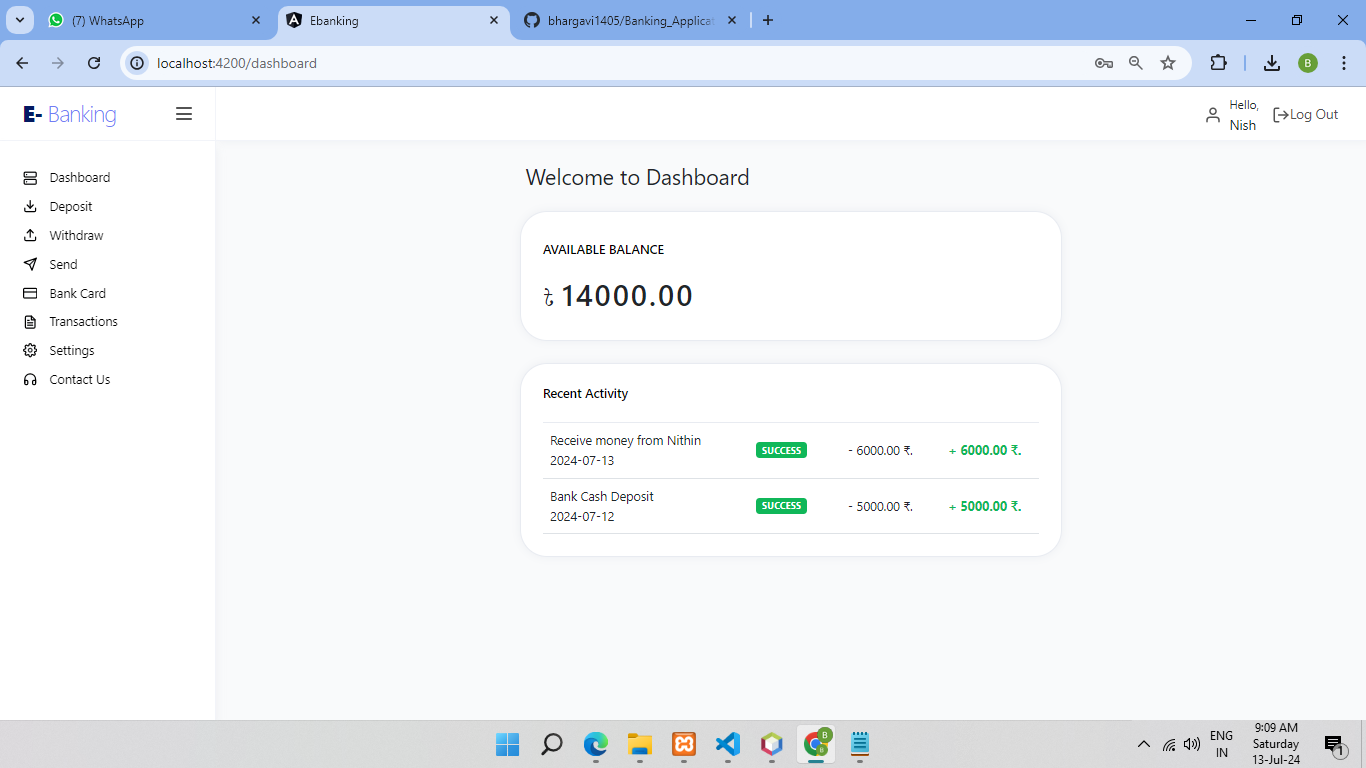 (7) WhatsApp
Ebanking
bhargavi1405/Banking_Applicat
localhost:4200/dashboard
B
E- Banking
Hello,
Nish
Log Out
Dashboard
Deposit
Withdraw
Send
Bank Card
Transactions
Settings
Contact Us
Welcome to Dashboard
AVAILABLE BALANCE
৳ 14000.00
Recent Activity
Receive money from Nithin
2024-07-13
SUCCESS
- 6000.00 ₹.
+ 6000.00 ₹.
Bank Cash Deposit
2024-07-12
SUCCESS
- 5000.00 ₹.
+ 5000.00 ₹.
B
ENG
IN
9:09 AM
Saturday
13-Jul-24
1